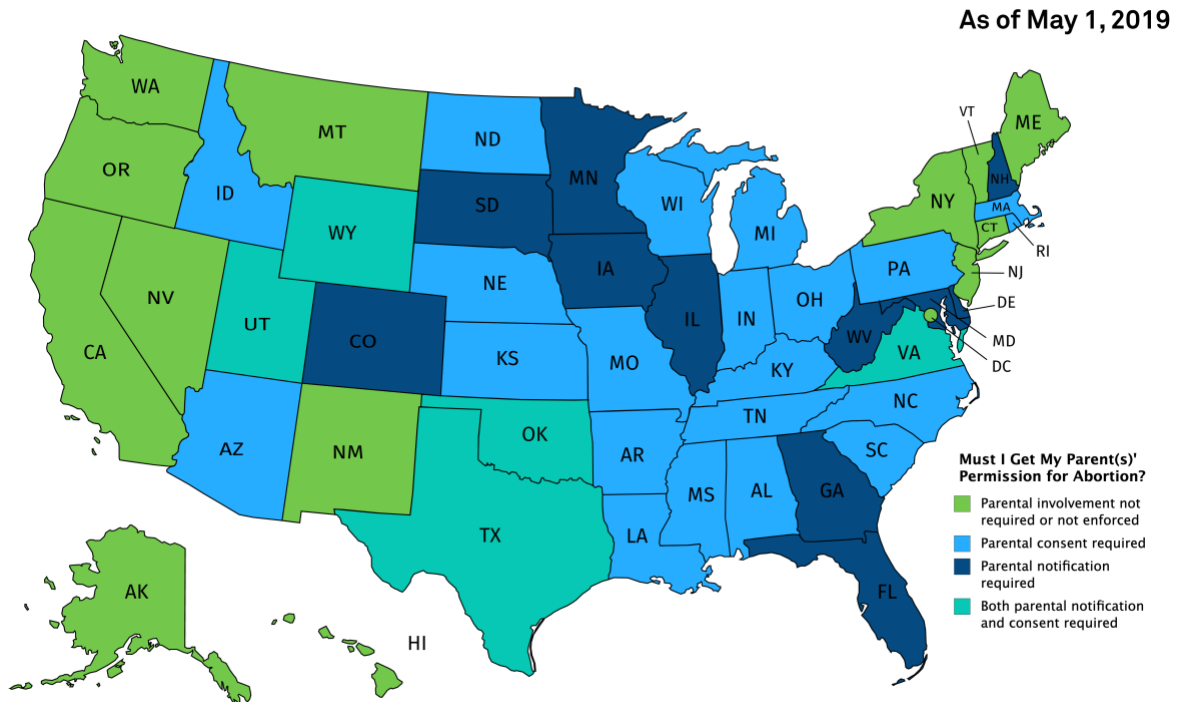 As of May 1, 2019
WA
MT
ND
MN
VT
ME
OR
ID
SD
WI
NH
NY
MA
WY
MI
CT
RI
IA
PA
NJ
NE
NV
OH
DE
IL
IN
UT
WV
MD
CO
VA
DC
CA
KS
MO
KY
NC
TN
OK
AZ
NM
AR
SC
MS
AL
GA
TX
LA
AK
FL
HI
Must I Get My Parent(s)'
Permission for Abortion?
Parental involvement not
required or not enforced
Parental consent required
Parental notification
required
Both parental notification
and consent required